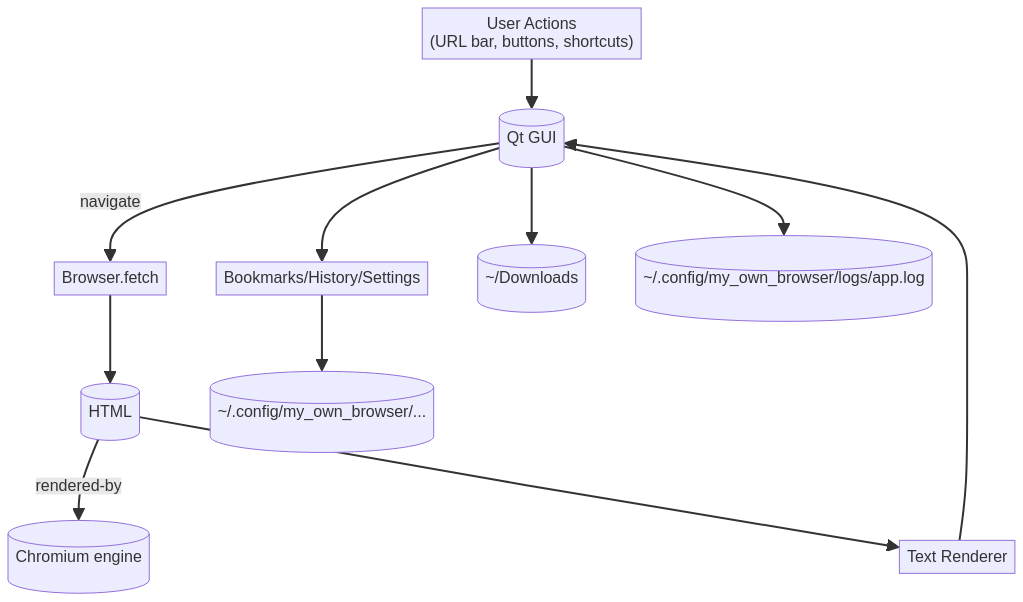 User Actions
(URL bar, buttons, shortcuts)
Qt GUI
navigate
Browser.fetch
Bookmarks/History/Settings
~/Downloads
~/.config/my_own_browser/logs/app.log
HTML
~/.config/my_own_browser/...
rendered-by
Chromium engine
Text Renderer